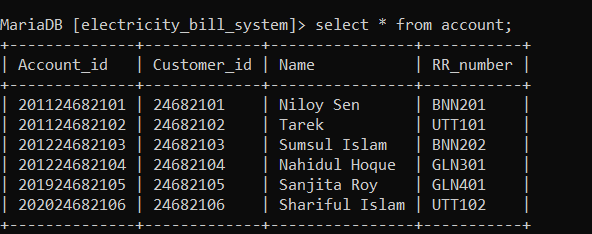 MariaDB [electricity_bill_system]> select * from account;
+--------------+-------------+----------------+-----------+
| Account_id   | Customer_id | Name           | RR_number |
+--------------+-------------+----------------+-----------+
| 201124682101 | 24682101    | Niloy Sen      | BNN201    |
| 201124682102 | 24682102    | Tarek          | UTT101    |
| 201224682103 | 24682103    | Sumsul Islam   | BNN202    |
| 201224682104 | 24682104    | Nahidul Hoque  | GLN301    |
| 201924682105 | 24682105    | Sanjita Roy    | GLN401    |
| 202024682106 | 24682106    | Shariful Islam | UTT102    |
+--------------+-------------+----------------+-----------+